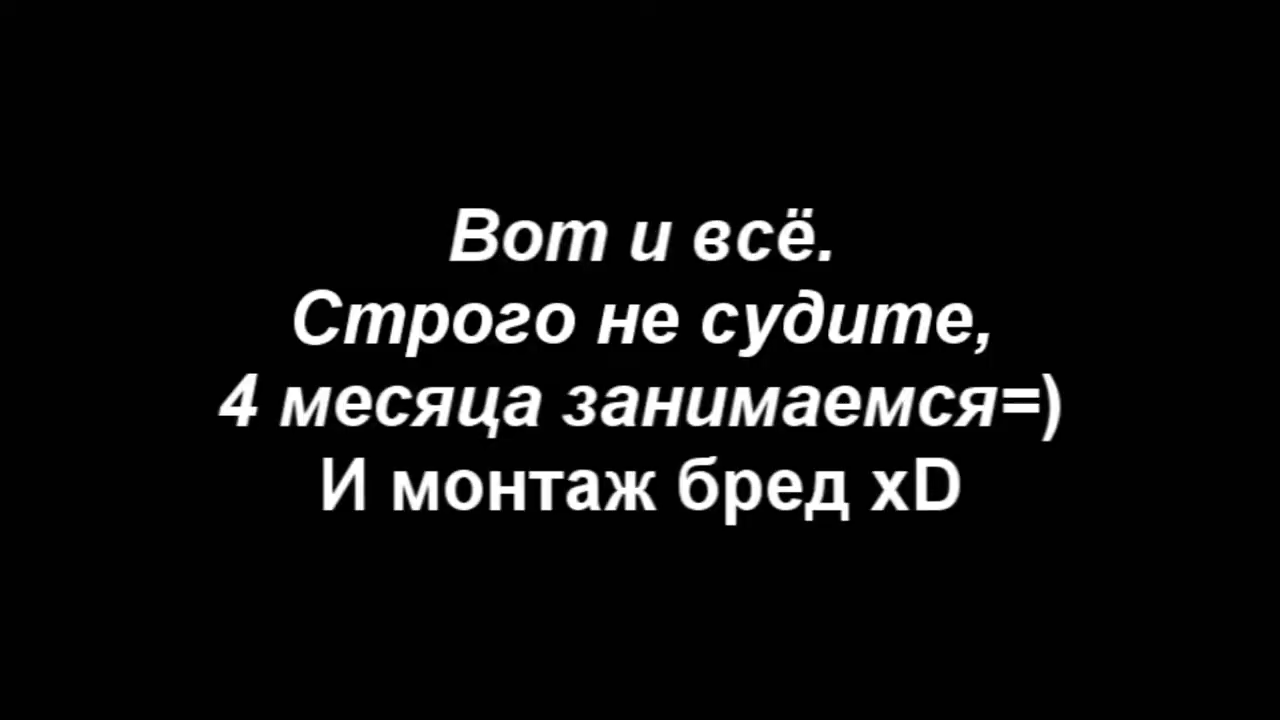 Вот и всё.
Строго не судите,
4 месяца занимаемся=)
И монтаж бред xD